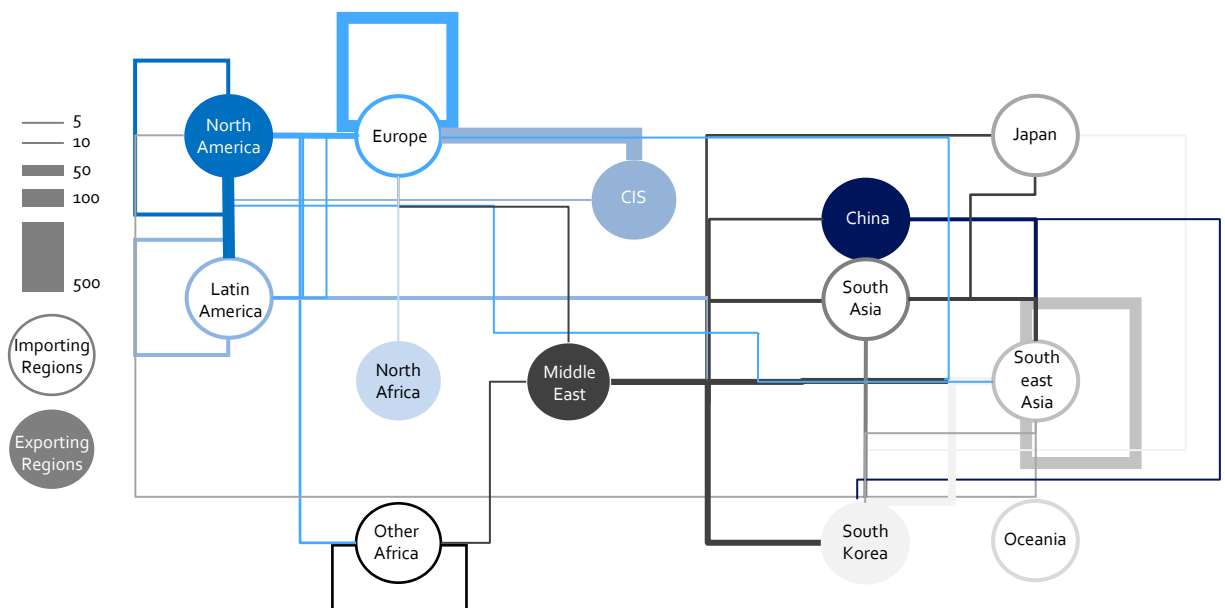 5
10
50
100
500
Importing
Regions
Exporting
Regions
North
America
Europe
CIS
Japan
China
Latin
America
South
Asia
North
Africa
Middle
East
South
east
Asia
Other
Africa
South
Korea
Oceania